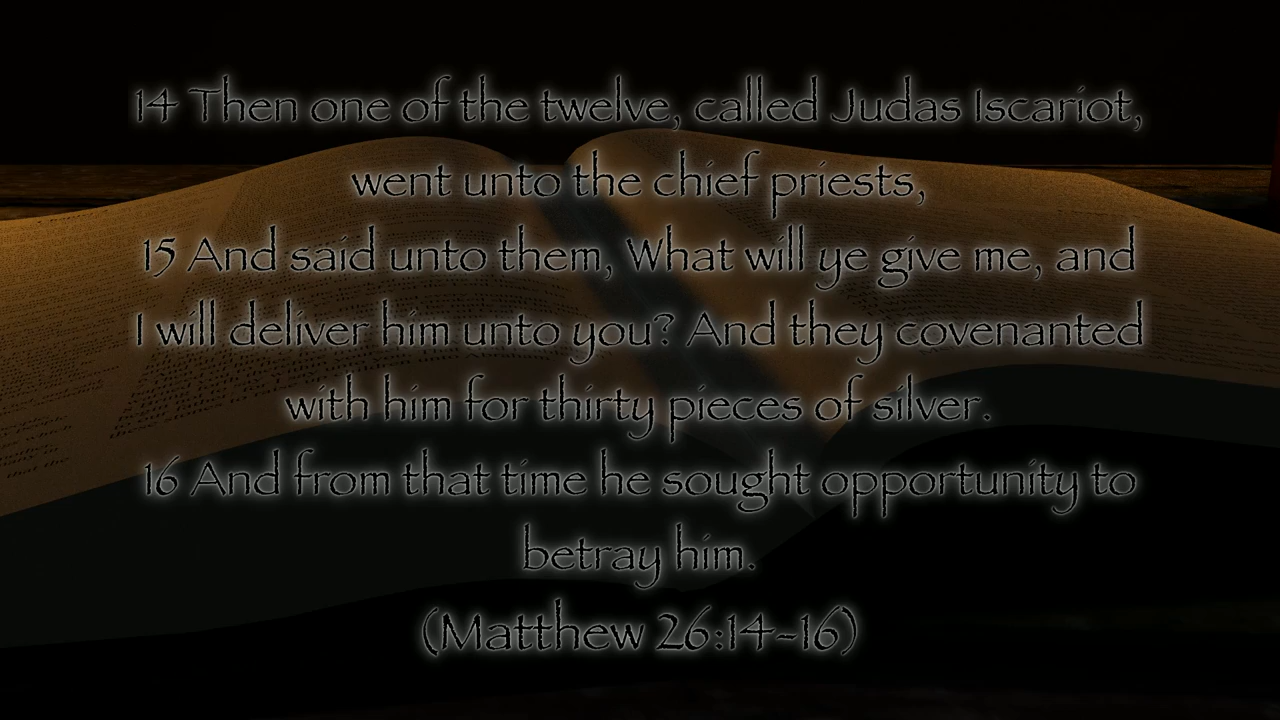 14 Then one of the twelve, called Judas Iscariot,
went unto the chief priests,
15 And said unto them, What will ye give me, and
I will deliver him unto you? And they covenanted
with him for thirty pieces of silver.
16 And from that time he sought opportunity to
betray him.
(Matthew 26:14-16)